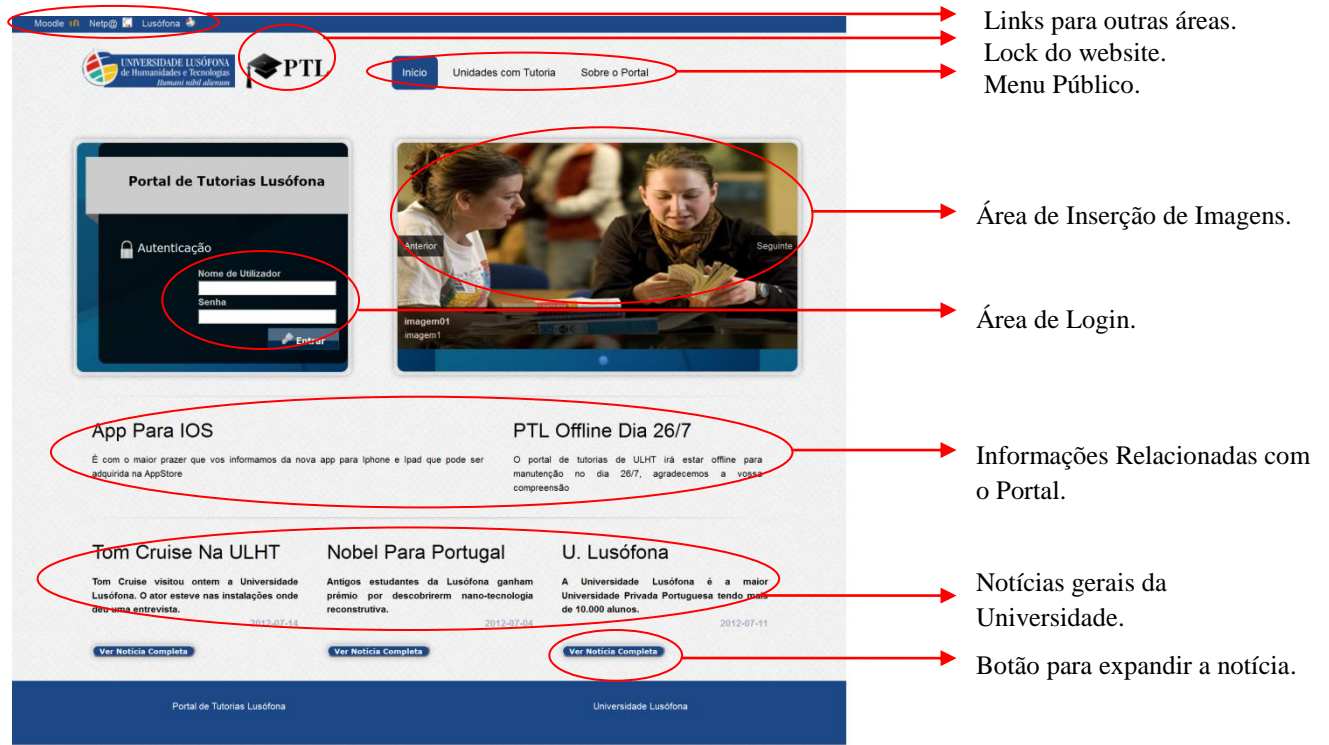 Moodle Netp@ Lusófona
Links para outras áreas.
Lock do website.
Menu Público.
UNIVERSIDADE LUSÓFONA
de Humanidades e Tecnologias
Humani nihil alienum
PTL
Início Unidades com Tutoria Sobre o Portal
Portal de Tutorias Lusófona
Autenticação
Nome de Utilizador
Senha
Entrar
Anterior
Seguinte
imagem01
imagem1
Área de Inserção de Imagens.
Área de Login.
App Para IOS
É com o maior prazer que vos informamos da nova app para Iphone e Ipad que pode ser
adquirida na AppStore
PTL Offline Dia 26/7
O portal de tutorias de ULHT irá estar offline para
manutenção no dia 26/7, agradecemos a vossa
compreensão
Informações Relacionadas com
o Portal.
Tom Cruise Na ULHT
Tom Cruise visitou ontem a Universidade
Lusófona. O ator esteve nas instalações onde
deu uma entrevista.
2012-07-14
Ver Notícia Completa
Nobel Para Portugal
Antigos estudantes da Lusófona ganham
prémio por descobrirerm nano-tecnologia
reconstrutiva.
2012-07-04
Ver Notícia Completa
U. Lusófona
A Universidade Lusófona é a maior
Universidade Privada Portuguesa tendo mais
de 10.000 alunos.
2012-07-11
Ver Notícia Completa
Notícias gerais da
Universidade.
Botão para expandir a notícia.
Portal de Tutorias Lusófona
Universidade Lusófona